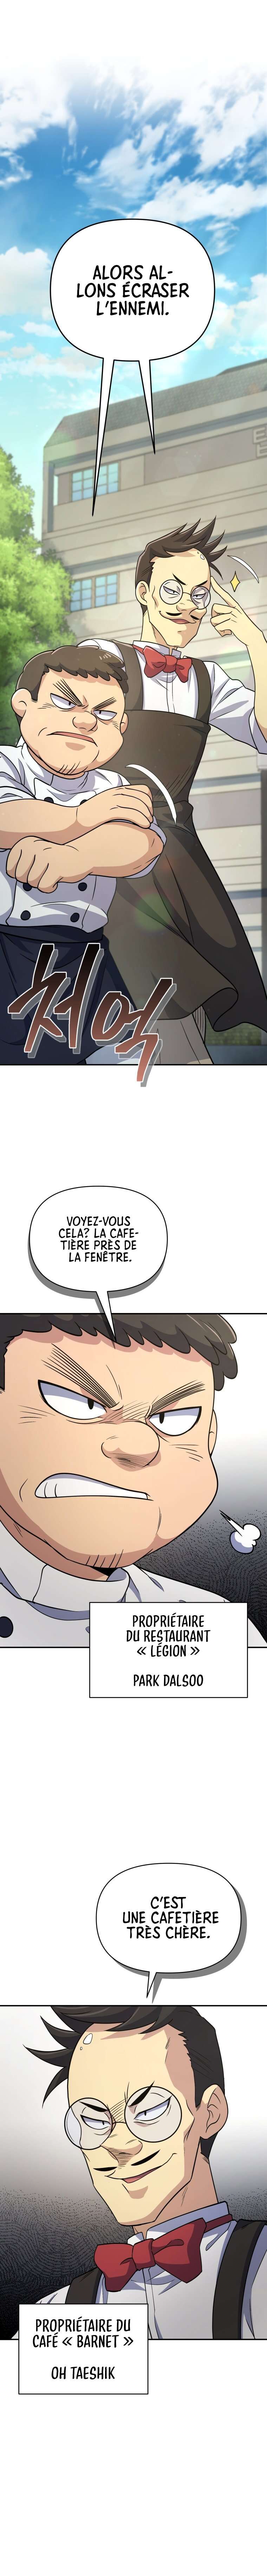 ALORS AL-
LONS ÉCRASER
L'ENNEMI.
처억
VOYEZ-VOUS
CELA? LA CAFE-
TIÈRE PRÈS DE
LA FENÊTRE.
PROPRIÉTAIRE
DU RESTAURANT
« LÉGION »
PARK DALSOO
C'EST
UNE CAFETIÈRE
TRÈS CHÈRE.
PROPRIÉTAIRE DU
CAFÉ « BARNET »
OH TAESHIK